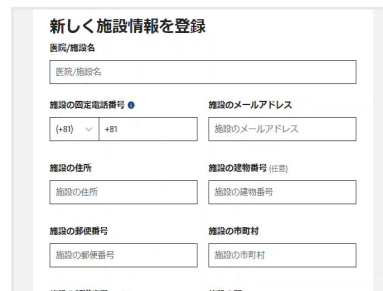 新しく施設情報を登録
医院/施設名
医院/施設名
施設の固定電話番号
施設のメールアドレス
(+81)
+81
施設のメールアドレス
施設の住所
施設の建物番号 (任意)
施設の住所
施設の建物番号
施設の郵便番号
施設の市町村
施設の郵便番号
施設の市町村